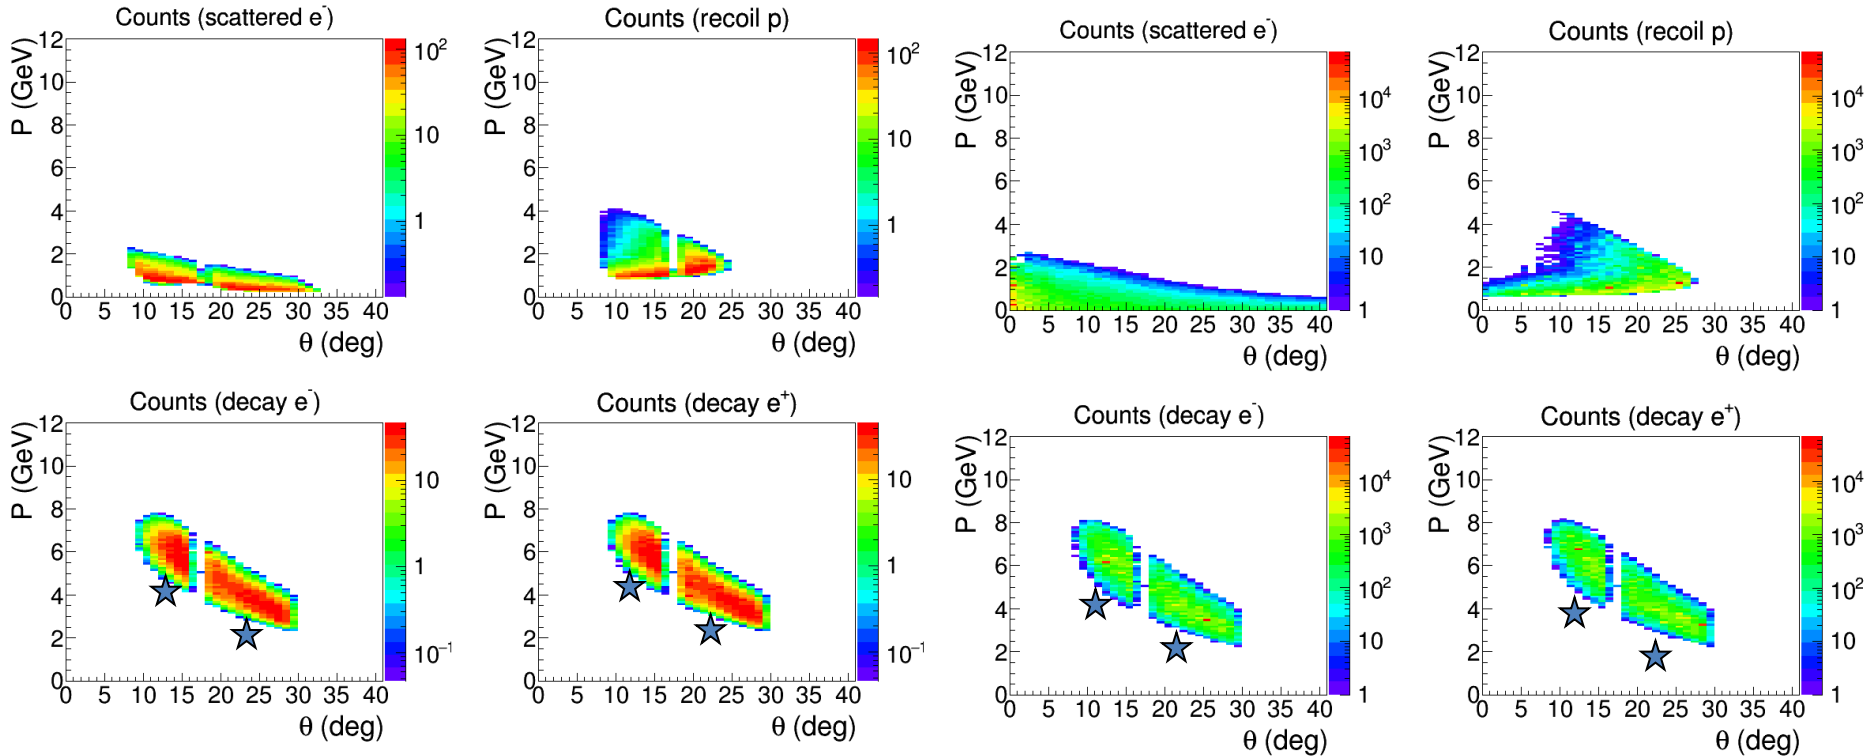 Counts (scattered e-)
P (GeV)
12
10
8
6
4
2
0
0 5 10 15 20 25 30 35 40
θ (deg)
10²
10
1
Counts (recoil p)
P (GeV)
12
10
8
6
4
2
0
0 5 10 15 20 25 30 35 40
θ (deg)
10²
10
1
Counts (scattered e-)
P (GeV)
12
10
8
6
4
2
0
0 5 10 15 20 25 30 35 40
θ (deg)
10⁴
10³
10²
10
1
Counts (recoil p)
P (GeV)
12
10
8
6
4
2
0
0 5 10 15 20 25 30 35 40
θ (deg)
10⁴
10³
10²
10
1
Counts (decay e-)
P (GeV)
12
10
8
6
4
2
0
0 5 10 15 20 25 30 35 40
θ (deg)
10
1
10⁻¹
Counts (decay e+)
P (GeV)
12
10
8
6
4
2
0
0 5 10 15 20 25 30 35 40
θ (deg)
10
1
10⁻¹
Counts (decay e-)
P (GeV)
12
10
8
6
4
2
0
0 5 10 15 20 25 30 35 40
θ (deg)
10⁴
10³
10²
10
1
Counts (decay e+)
P (GeV)
12
10
8
6
4
2
0
0 5 10 15 20 25 30 35 40
θ (deg)
10⁴
10³
10²
10
1